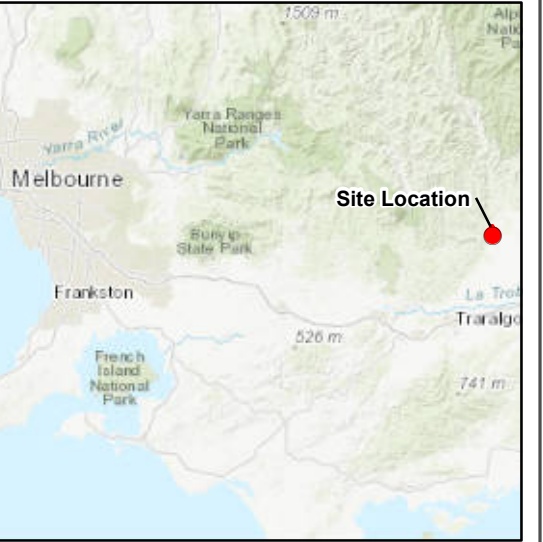 1509 m
Alp
Nati
Pa
Yarra Ranges
National
Park
Yarra River
Melbourne
Site Location
Bunyip
State Park
Frankston
La Trob
Traralgo
526 m
French
Island
National
Park
741 m